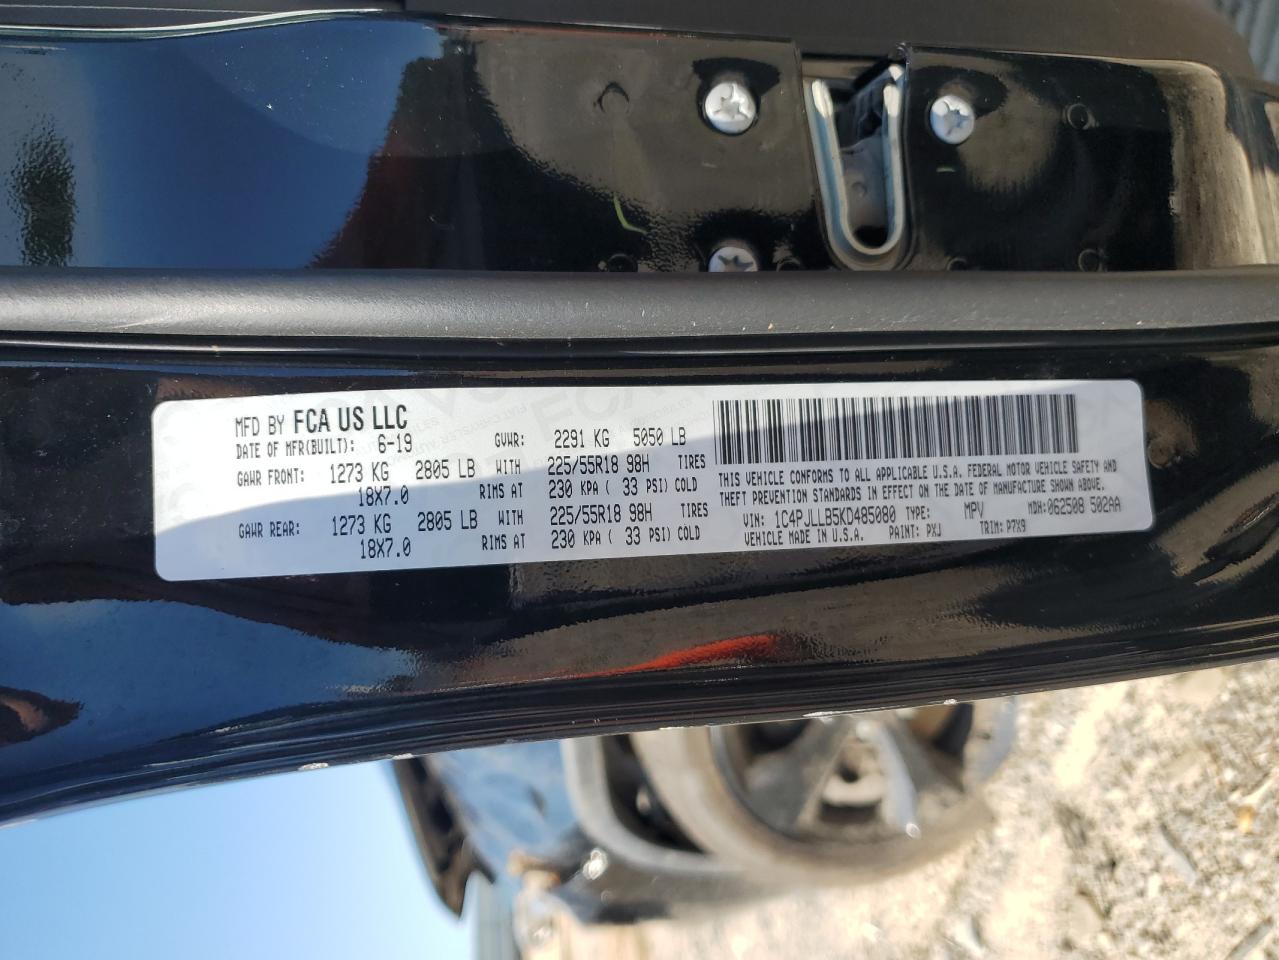 MFD BY FCA US LLC
DATE OF MFR(BUILT): 6-19 GVWR: 2291 KG 5050 LB
GAWR FRONT: 1273 KG 2805 LB WITH 225/55R18 98H TIRES
18X7.0 RIMS AT 230 KPA ( 33 PSI) COLD
GAWR REAR: 1273 KG 2805 LB WITH 225/55R18 98H TIRES
18X7.0 RIMS AT 230 KPA ( 33 PSI) COLD
THIS VEHICLE CONFORMS TO ALL APPLICABLE U.S.A. FEDERAL MOTOR VEHICLE SAFETY AND
THEFT PREVENTION STANDARDS IN EFFECT ON THE DATE OF MANUFACTURE SHOWN ABOVE.
VIN: 1C4PJLLB5KD485080 TYPE: MPV MDH: 062508 502AA
VEHICLE MADE IN U.S.A. PAINT: PXJ TRIM: P7X9